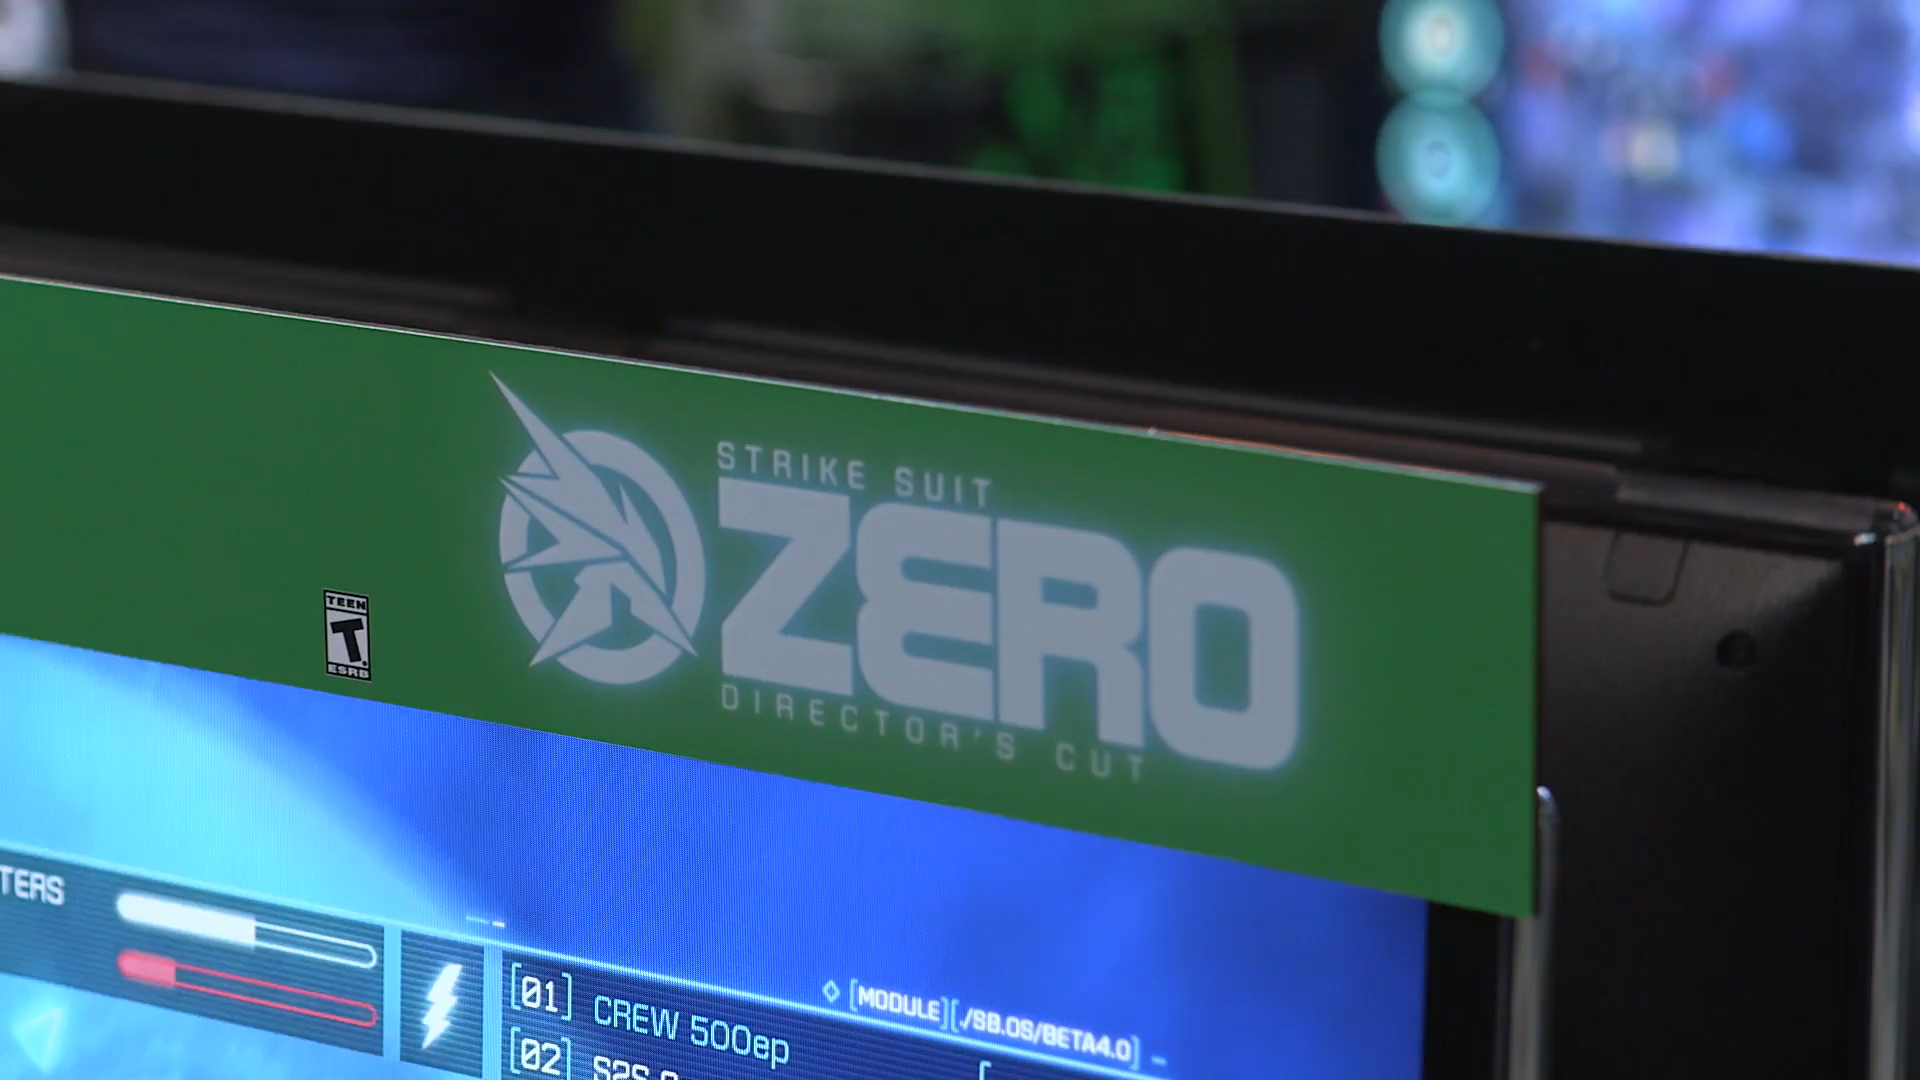 STRIKE SUIT
ZERO
DIRECTOR'S CUT
TEEN
T
ESRB
TERS
[01] CREW 500ep
[MODULE][./SB.OS/BETA4.0]
[02]